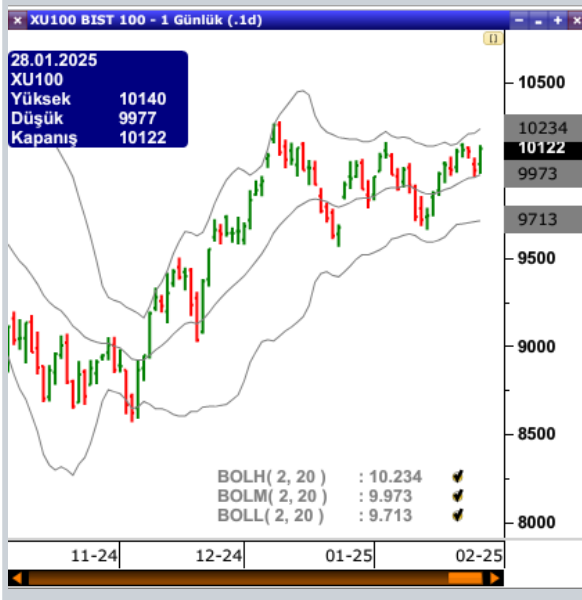 XU100 BIST 100 - 1 Günlük (.1d)
28.01.2025
XU100
Yüksek 10140
Düşük 9977
Kapanış 10122
10500
10234
10122
9973
9713
9500
9000
8500
8000
BOLH( 2, 20 ) : 10.234
BOLM( 2, 20 ) : 9.973
BOLL( 2, 20 ) : 9.713
11-24 12-24 01-25 02-25